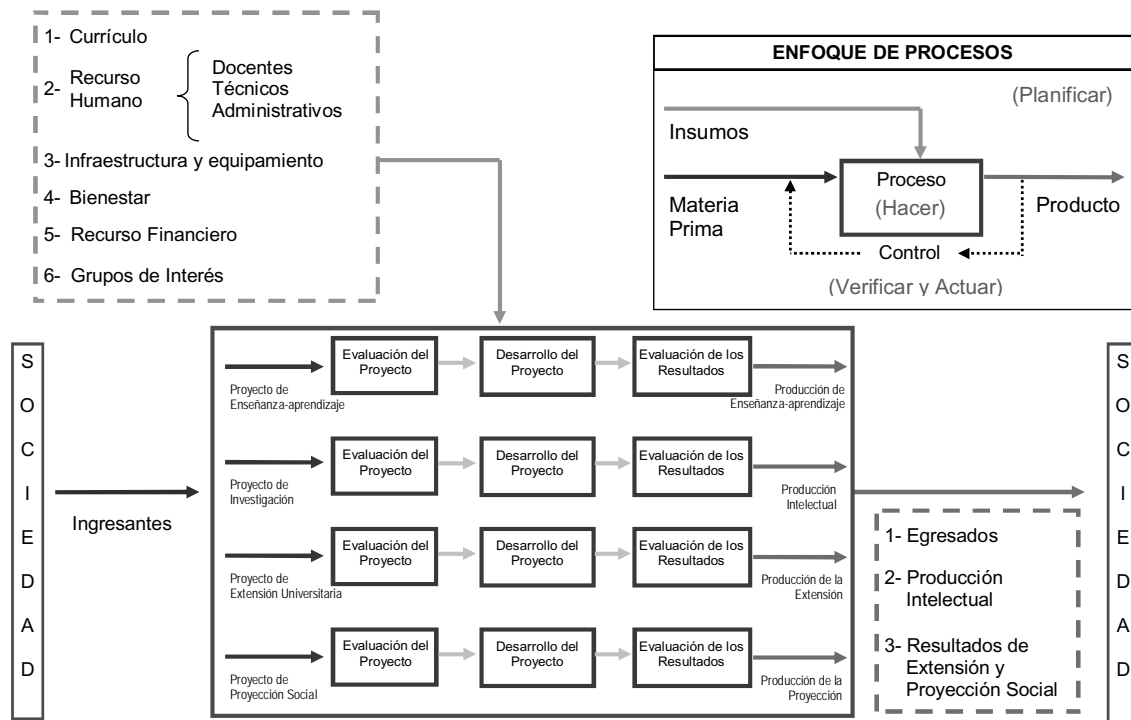 1- Currículo
2- Recurso
Humano
Docentes
Técnicos
Administrativos
3- Infraestructura y equipamiento
4- Bienestar
5- Recurso Financiero
6- Grupos de Interés
ENFOQUE DE PROCESOS
(Planificar)
Insumos
Materia
Prima
Proceso
(Hacer)
Producto
Control
(Verificar y Actuar)
SOCIEDAD
Ingresantes
Proyecto de
Enseñanza-aprendizaje
Evaluación del
Proyecto
Desarrollo del
Proyecto
Evaluación de los
Resultados
Producción de
Enseñanza-aprendizaje
Proyecto de
Investigación
Evaluación del
Proyecto
Desarrollo del
Proyecto
Evaluación de los
Resultados
Producción
Intelectual
Proyecto de
Extensión Universitaria
Evaluación del
Proyecto
Desarrollo del
Proyecto
Evaluación de los
Resultados
Producción de la
Extensión
Proyecto de
Proyección Social
Evaluación del
Proyecto
Desarrollo del
Proyecto
Evaluación de los
Resultados
Producción de la
Proyección
1- Egresados
2- Producción
Intelectual
3- Resultados de
Extensión y
Proyección Social
SOCIEDAD